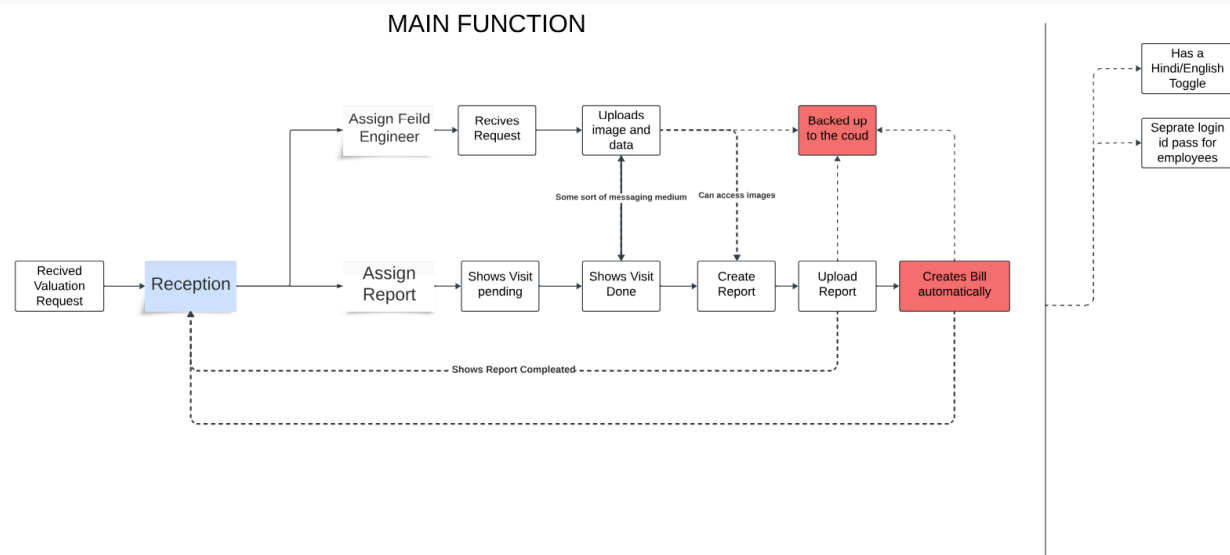 MAIN FUNCTION
Has a
Hindi/English
Toggle
Assign Feild
Engineer
Recives
Request
Uploads
image and
data
Backed up
to the coud
Seprate login
id pass for
employees
Some sort of messaging medium
Can access images
Recived
Valuation
Request
Reception
Assign
Report
Shows Visit
pending
Shows Visit
Done
Create
Report
Upload
Report
Creates Bill
automatically
Shows Report Compleated